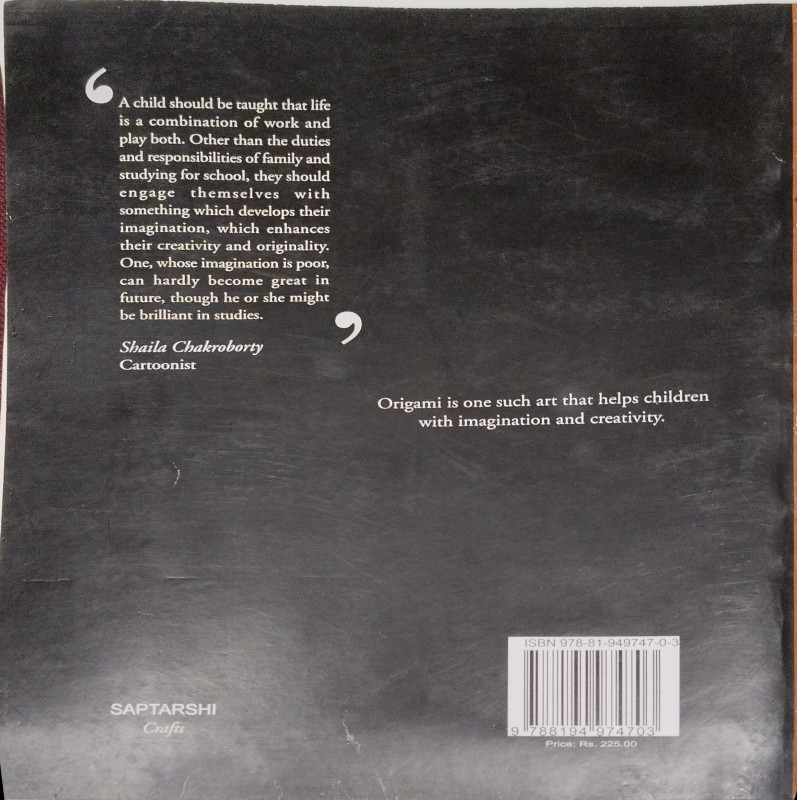 ‘
A child should be taught that life
is a combination of work and
play both. Other than the duties
and responsibilities of family and
studying for school, they should
engage themselves with
something which develops their
imagination, which enhances
their creativity and originality.
One, whose imagination is poor,
can hardly become great in
future, though he or she might
be brilliant in studies.
’
Shaila Chakroborty
Cartoonist
Origami is one such art that helps children
with imagination and creativity.
SAPTARSHI
Crafts
ISBN 978-81-949747-0-3
9 788194 974703
Price: Rs. 225.00